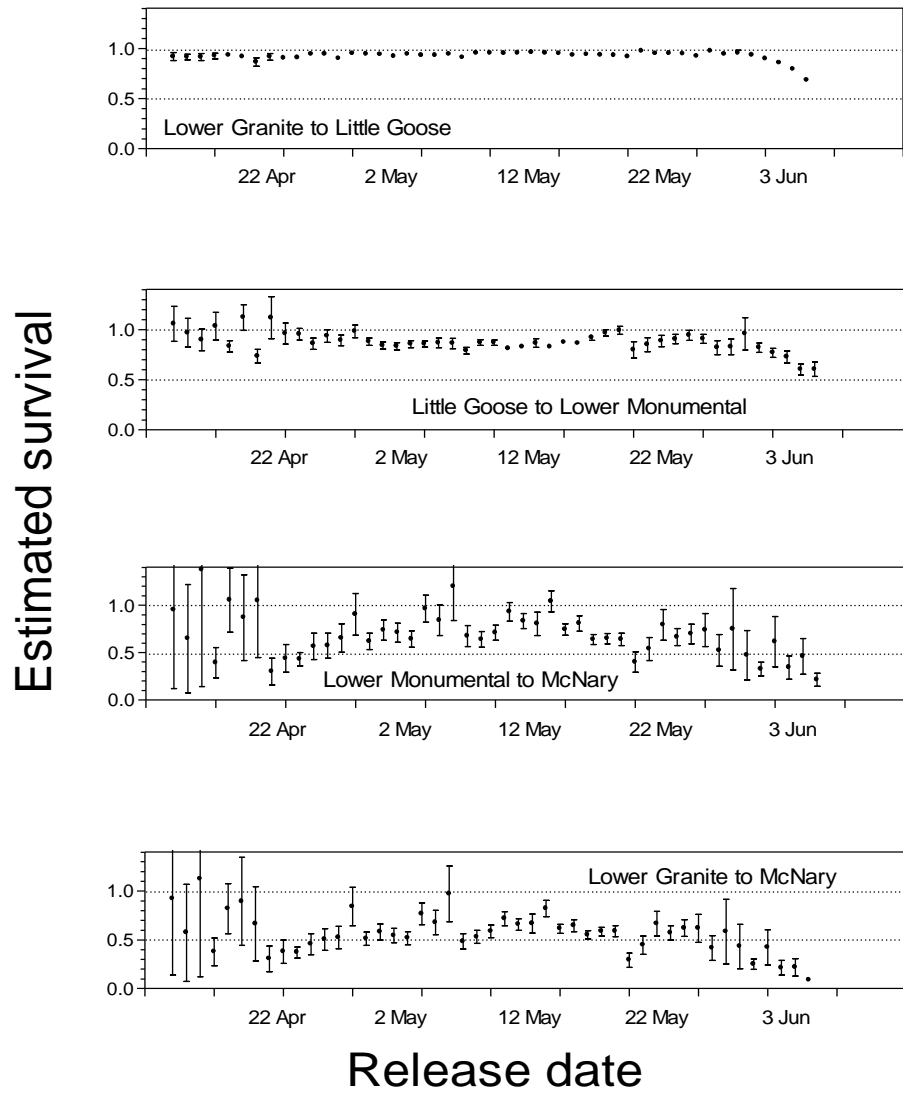 Estimated survival
1.0
0.5
Lower Granite to Little Goose
0.0
22 Apr 2 May 12 May 22 May 3 Jun
1.0
0.5
Little Goose to Lower Monumental
0.0
22 Apr 2 May 12 May 22 May 3 Jun
1.0
0.5
Lower Monumental to McNary
0.0
22 Apr 2 May 12 May 22 May 3 Jun
Lower Granite to McNary
1.0
0.5
0.0
22 Apr 2 May 12 May 22 May 3 Jun
Release date